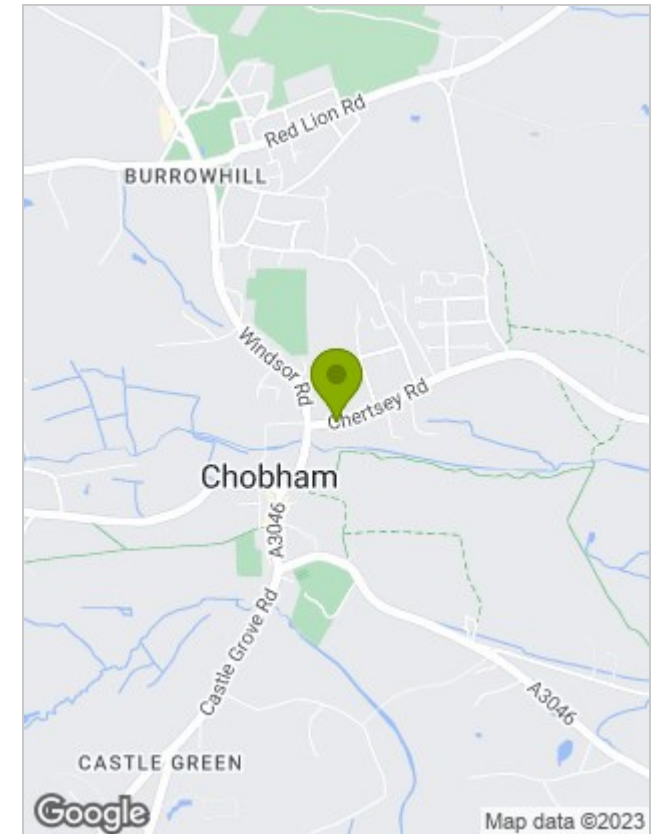 Red Lion Rd
BURROWHILL
Windsor Rd
Chertsey Rd
Chobham
A3046
Castle Grove Rd
A3046
CASTLE GREEN
Google
Map data ©2023